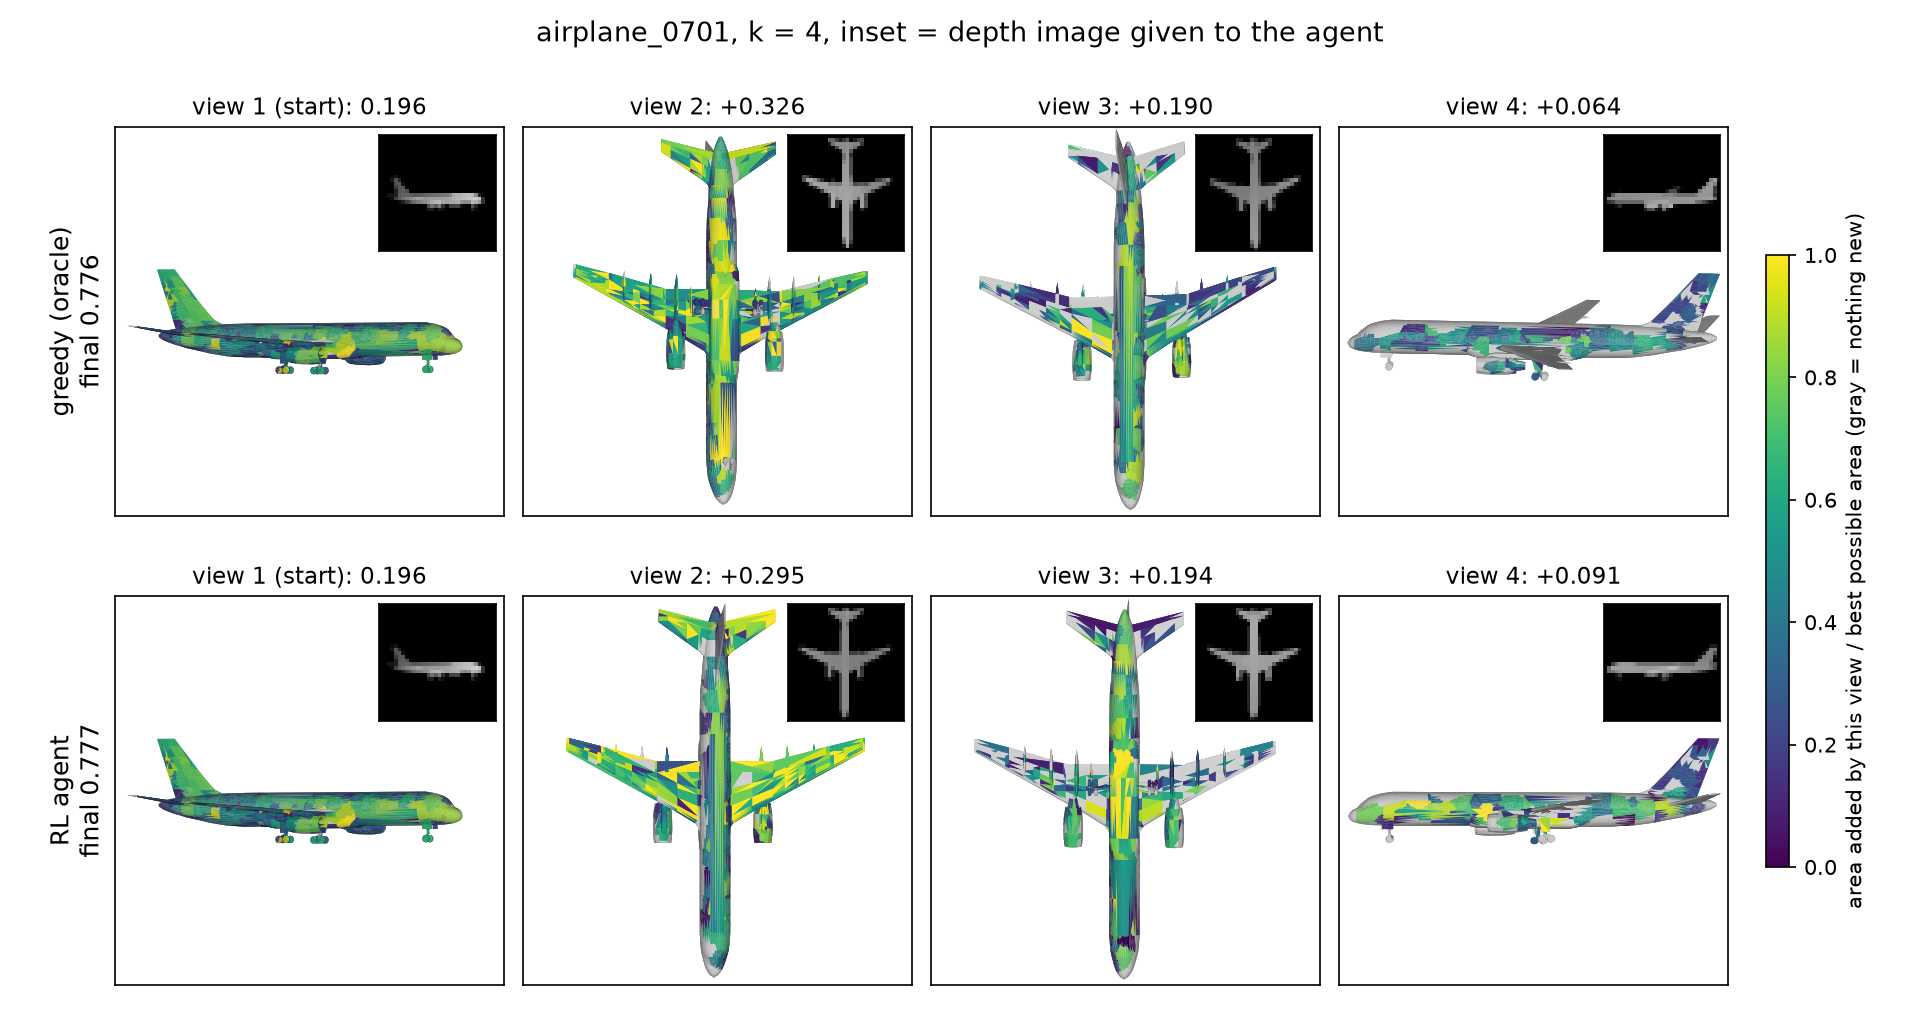 airplane_0701, k = 4, inset = depth image given to the agent
greedy (oracle)
final 0.776
view 1 (start): 0.196
view 2: +0.326
view 3: +0.190
view 4: +0.064
RL agent
final 0.777
view 1 (start): 0.196
view 2: +0.295
view 3: +0.194
view 4: +0.091
1.0
0.8
0.6
0.4
0.2
0.0
area added by this view / best possible area (gray = nothing new)